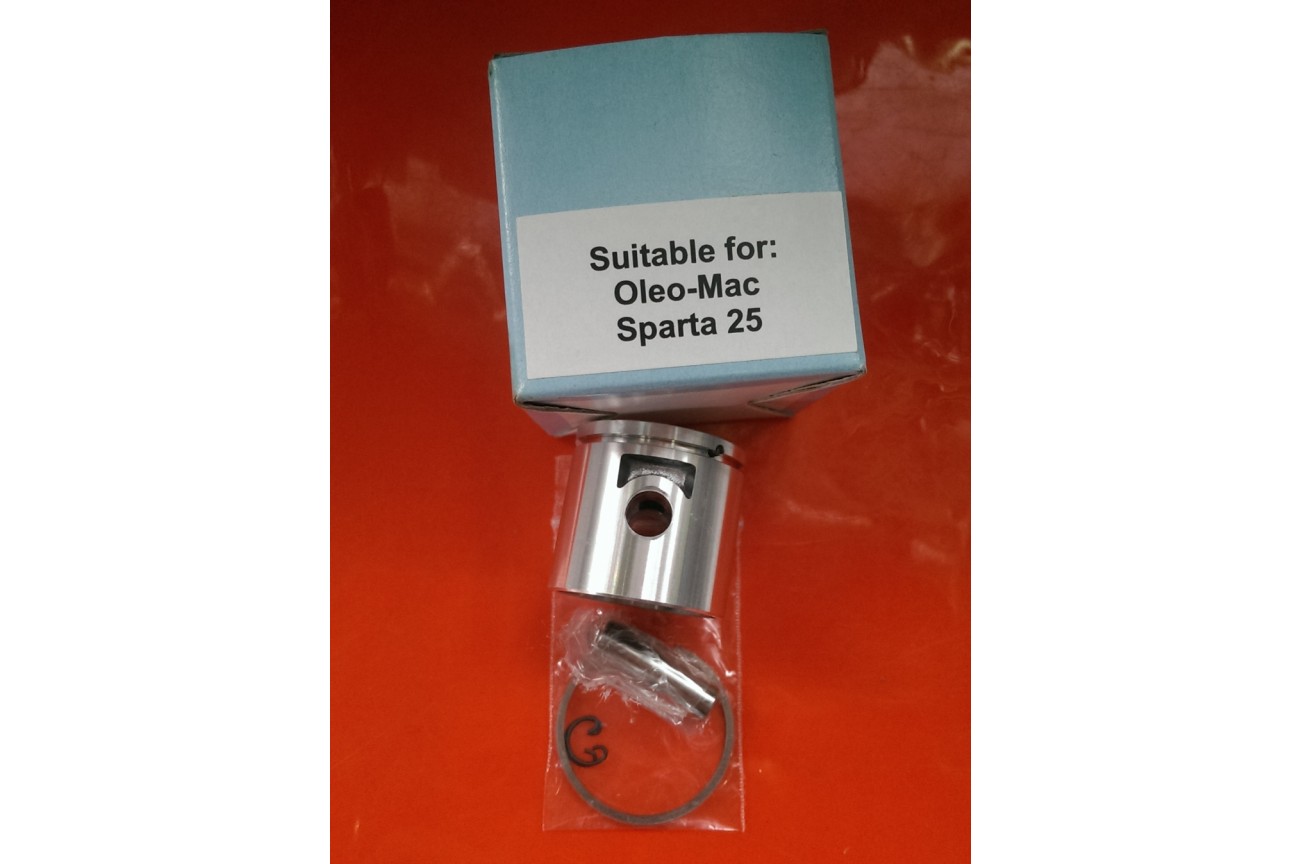 Suitable for:
Oleo-Mac
Sparta 25